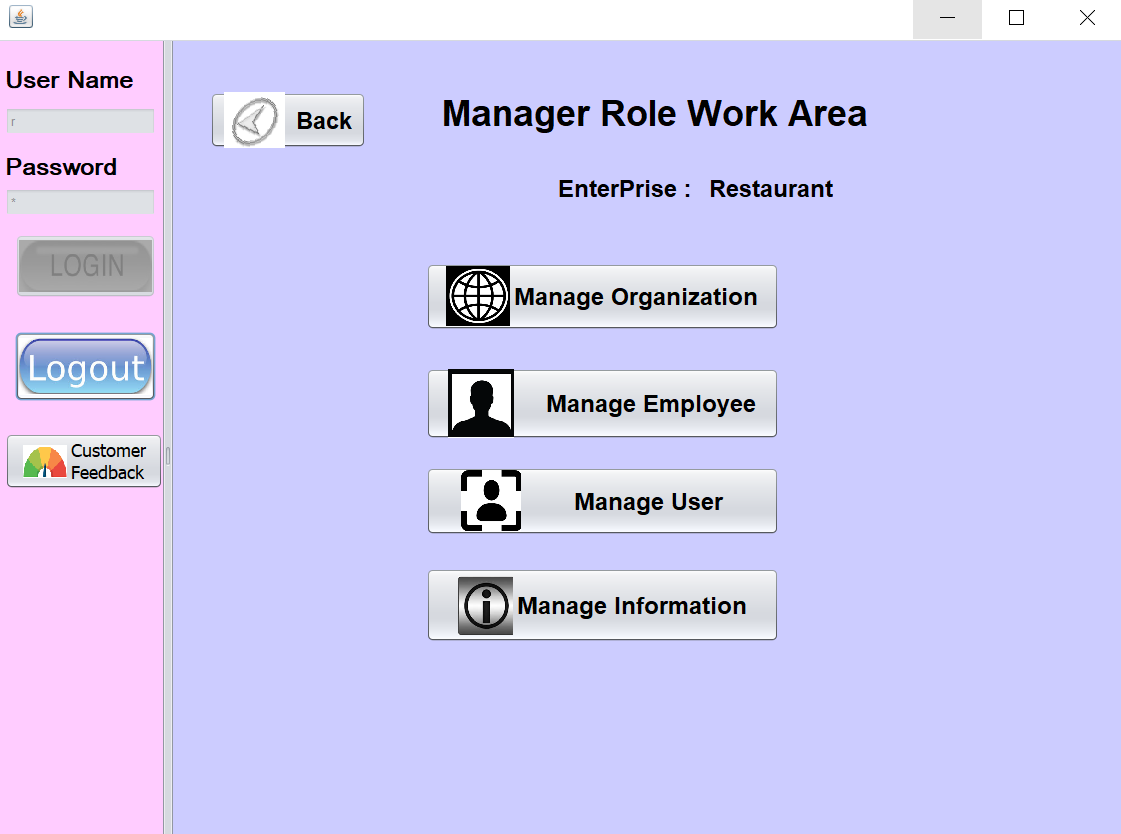 User Name
r
Password
*
LOGIN
Logout
Customer
Feedback
Back
Manager Role Work Area
EnterPrise : Restaurant
Manage Organization
Manage Employee
Manage User
Manage Information